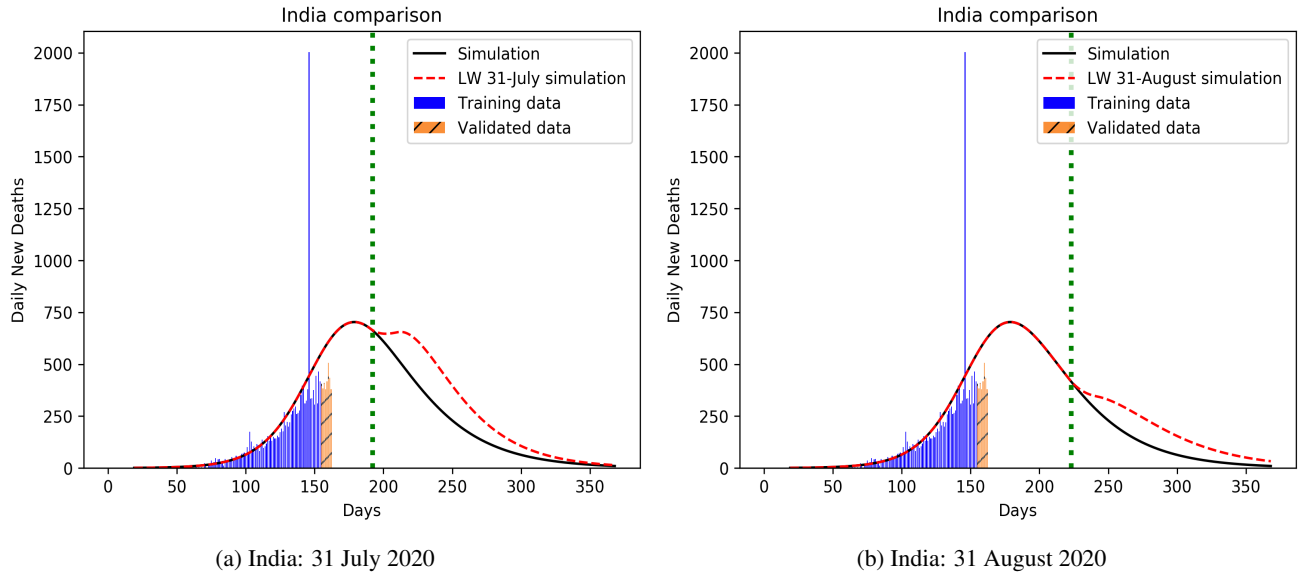 India comparison
2000
1750
1500
1250
1000
750
500
250
0
Daily New Deaths
Simulation
LW 31-July simulation
Training data
Validated data
0 50 100 150 200 250 300 350
Days
(a) India: 31 July 2020
India comparison
2000
1750
1500
1250
1000
750
500
250
0
Daily New Deaths
Simulation
LW 31-August simulation
Training data
Validated data
0 50 100 150 200 250 300 350
Days
(b) India: 31 August 2020